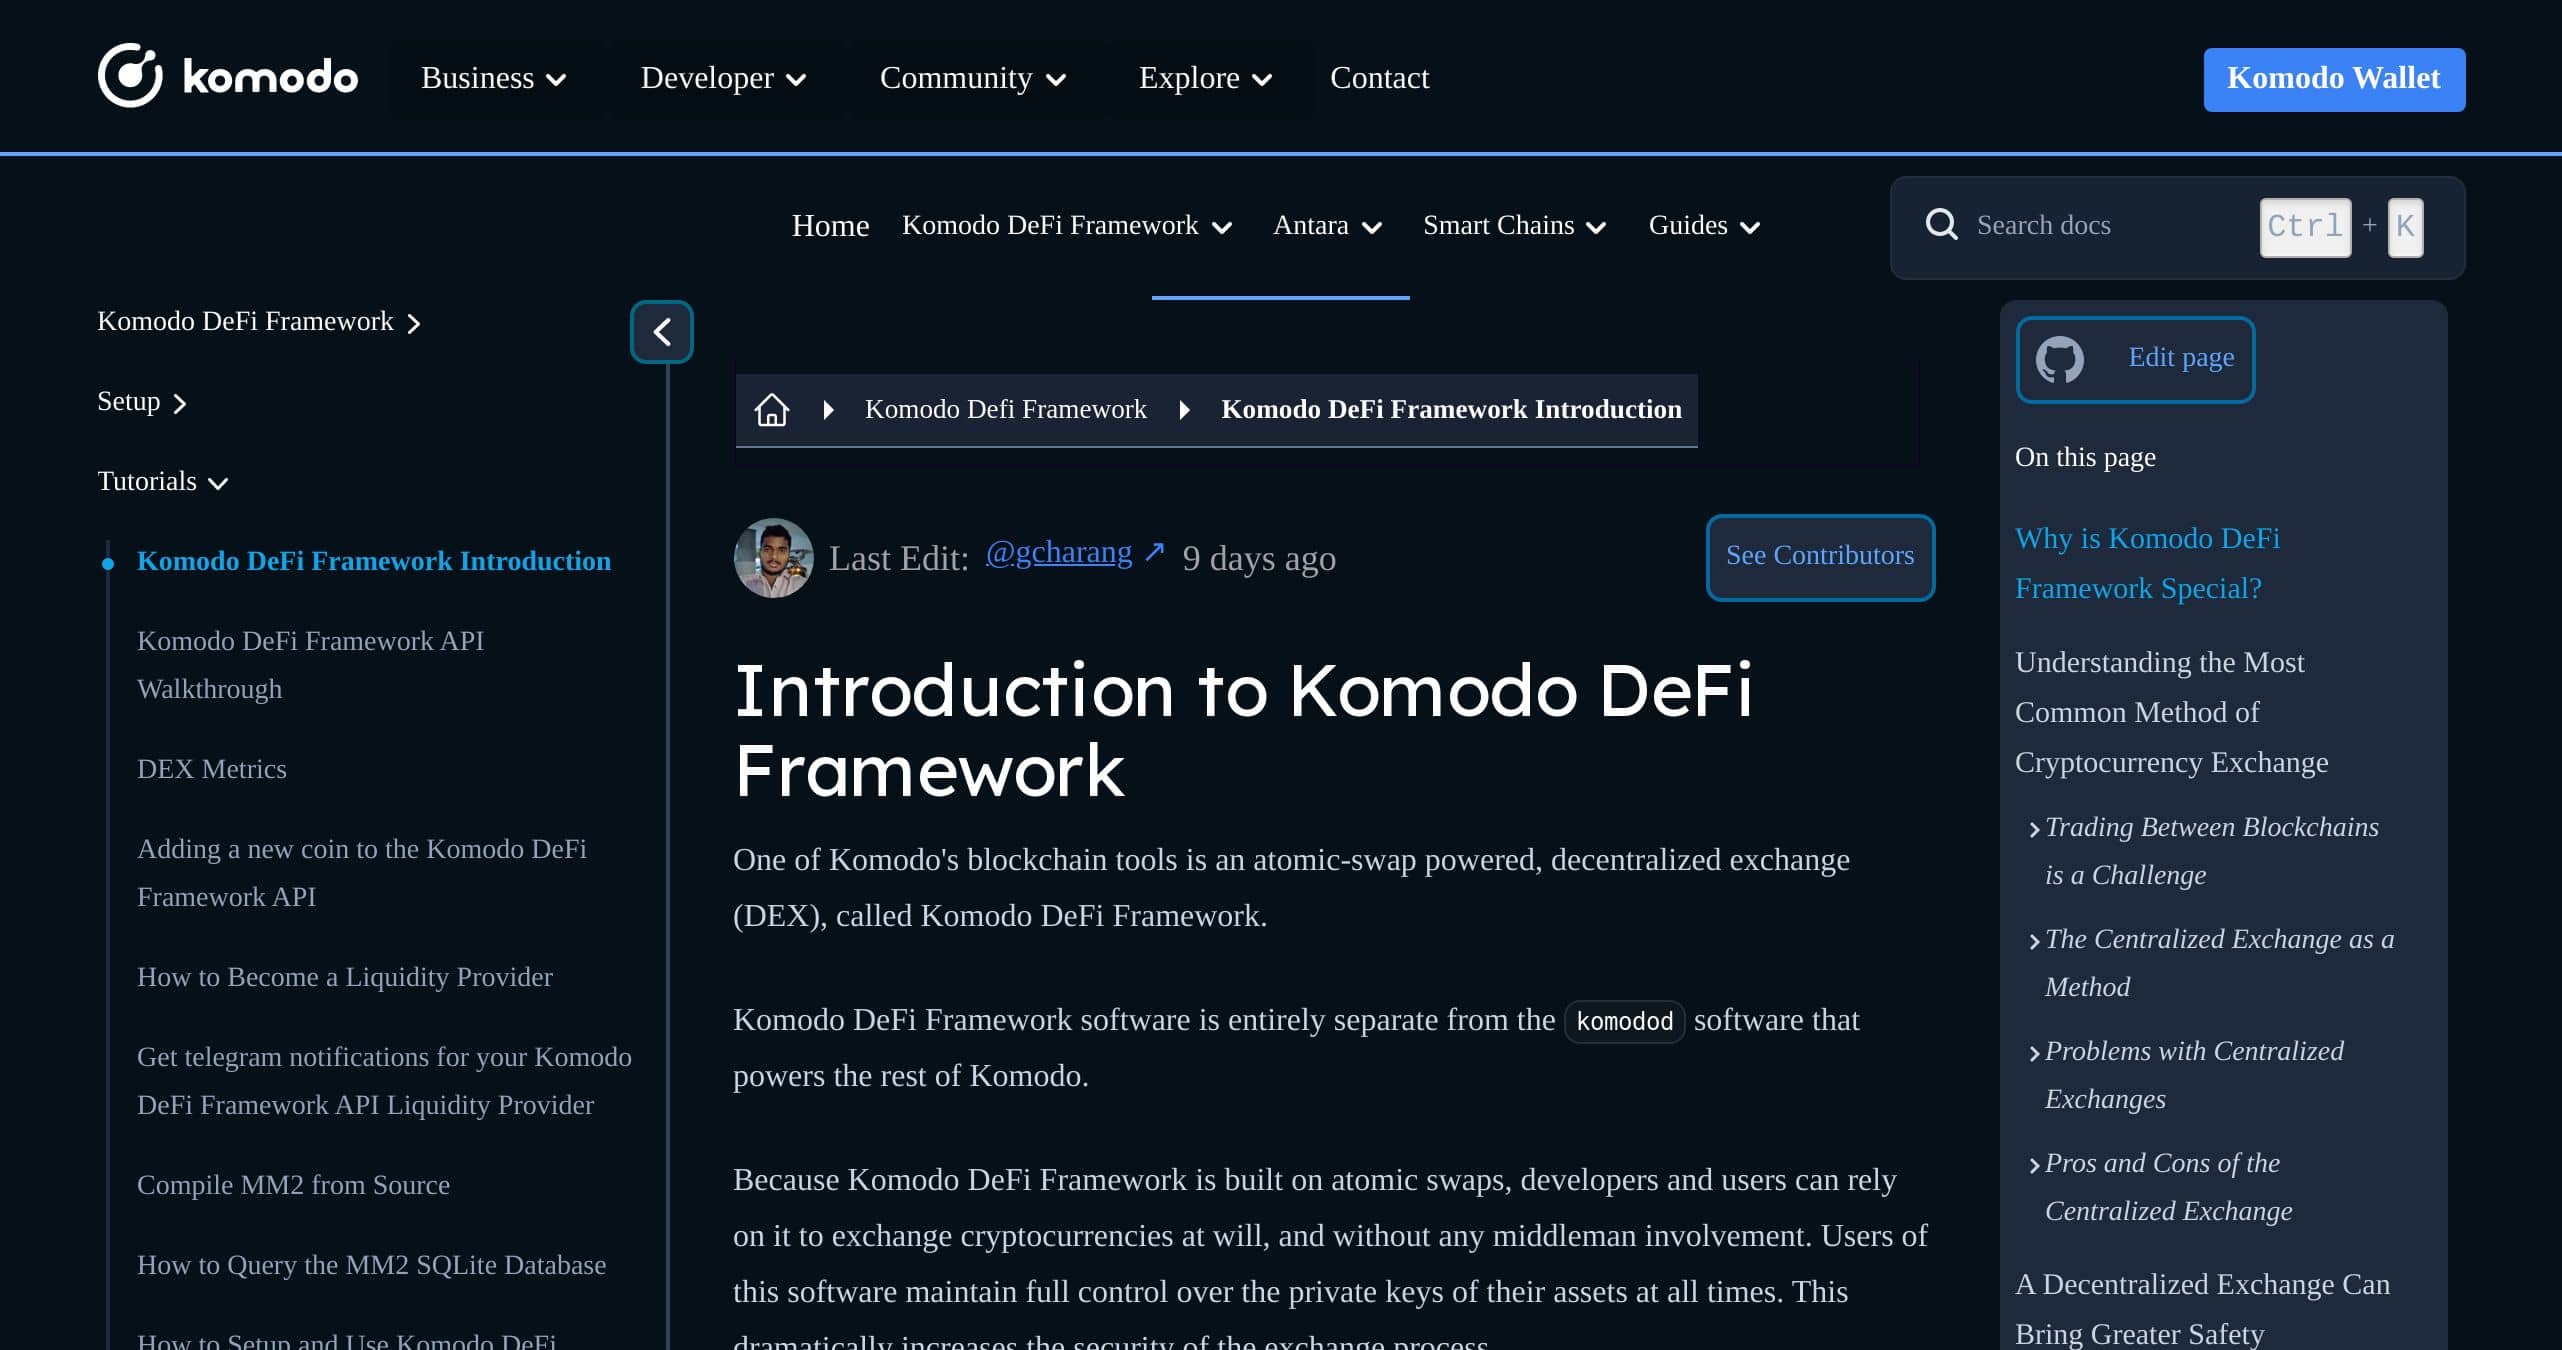 komodo
Business
Developer
Community
Explore
Contact
Komodo Wallet
Home
Komodo DeFi Framework
Antara
Smart Chains
Guides
Search docs
Ctrl + K
Komodo DeFi Framework
Setup
Tutorials
Komodo DeFi Framework Introduction
Komodo DeFi Framework API
Walkthrough
DEX Metrics
Adding a new coin to the Komodo DeFi
Framework API
How to Become a Liquidity Provider
Get telegram notifications for your Komodo
DeFi Framework API Liquidity Provider
Compile MM2 from Source
How to Query the MM2 SQLite Database
How to Setup and Use Komodo DeFi
Komodo Defi Framework
Komodo DeFi Framework Introduction
Last Edit: @gcharang ↗ 9 days ago
See Contributors
Introduction to Komodo DeFi
Framework
One of Komodo's blockchain tools is an atomic-swap powered, decentralized exchange
(DEX), called Komodo DeFi Framework.
Komodo DeFi Framework software is entirely separate from the komodod software that
powers the rest of Komodo.
Because Komodo DeFi Framework is built on atomic swaps, developers and users can rely
on it to exchange cryptocurrencies at will, and without any middleman involvement. Users of
this software maintain full control over the private keys of their assets at all times. This
dramatically increases the security of the exchange process.
Edit page
On this page
Why is Komodo DeFi
Framework Special?
Understanding the Most
Common Method of
Cryptocurrency Exchange
Trading Between Blockchains
is a Challenge
The Centralized Exchange as a
Method
Problems with Centralized
Exchanges
Pros and Cons of the
Centralized Exchange
A Decentralized Exchange Can
Bring Greater Safety